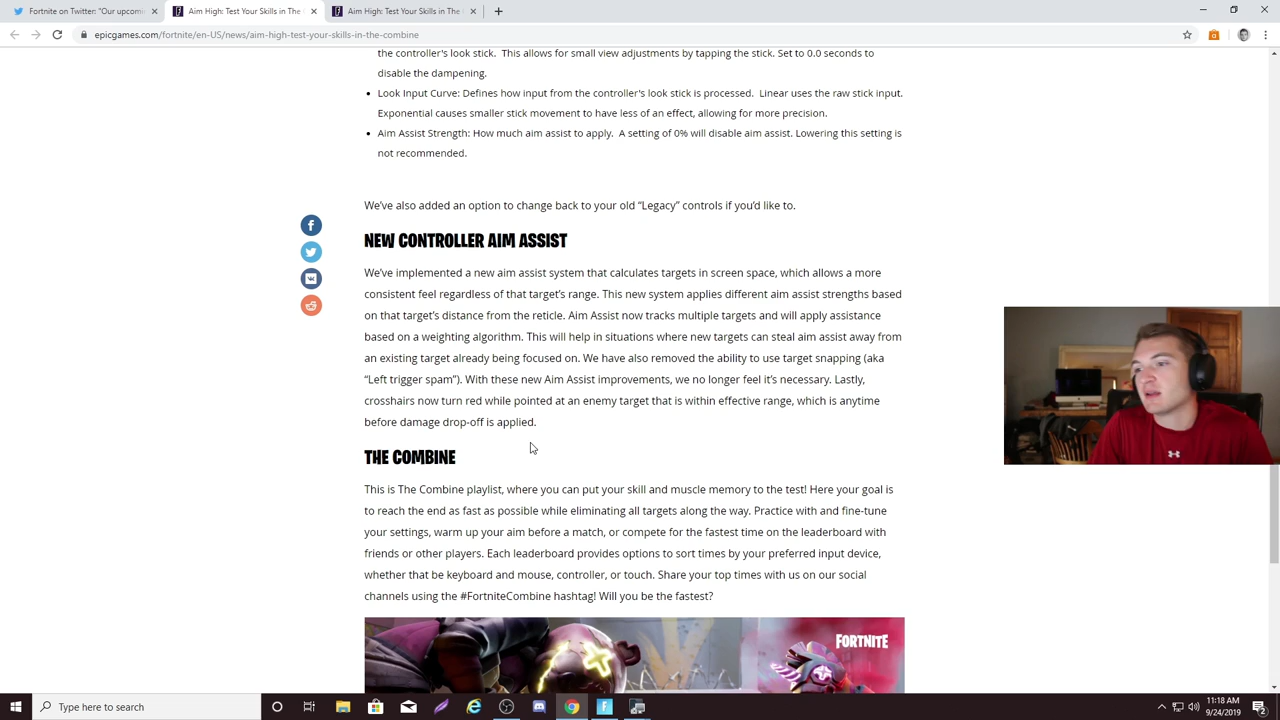 Fortnite on Twitter: "Our upcomi
Aim High: Test Your Skills in The
Aim High: Test Your Skills in The
epicgames.com/fortnite/en-US/news/aim-high-test-your-skills-in-the-combine
the controller's look stick. This allows for small view adjustments by tapping the stick. Set to 0.0 seconds to
disable the dampening.
Look Input Curve: Defines how input from the controller's look stick is processed. Linear uses the raw stick input.
Exponential causes smaller stick movement to have less of an effect, allowing for more precision.
Aim Assist Strength: How much aim assist to apply. A setting of 0% will disable aim assist. Lowering this setting is
not recommended.
We've also added an option to change back to your old “Legacy” controls if you'd like to.
NEW CONTROLLER AIM ASSIST
We've implemented a new aim assist system that calculates targets in screen space, which allows a more
consistent feel regardless of that target's range. This new system applies different aim assist strengths based
on that target's distance from the reticle. Aim Assist now tracks multiple targets and will apply assistance
based on a weighting algorithm. This will help in situations where new targets can steal aim assist away from
an existing target already being focused on. We have also removed the ability to use target snapping (aka
“Left trigger spam”). With these new Aim Assist improvements, we no longer feel it's necessary. Lastly,
crosshairs now turn red while pointed at an enemy target that is within effective range, which is anytime
before damage drop-off is applied.
THE COMBINE
This is The Combine playlist, where you can put your skill and muscle memory to the test! Here your goal is
to reach the end as fast as possible while eliminating all targets along the way. Practice with and fine-tune
your settings, warm up your aim before a match, or compete for the fastest time on the leaderboard with
friends or other players. Each leaderboard provides options to sort times by your preferred input device,
whether that be keyboard and mouse, controller, or touch. Share your top times with us on our social
channels using the #FortniteCombine hashtag! Will you be the fastest?
FORTNITE
Type here to search
11:18 AM
9/24/2019
2